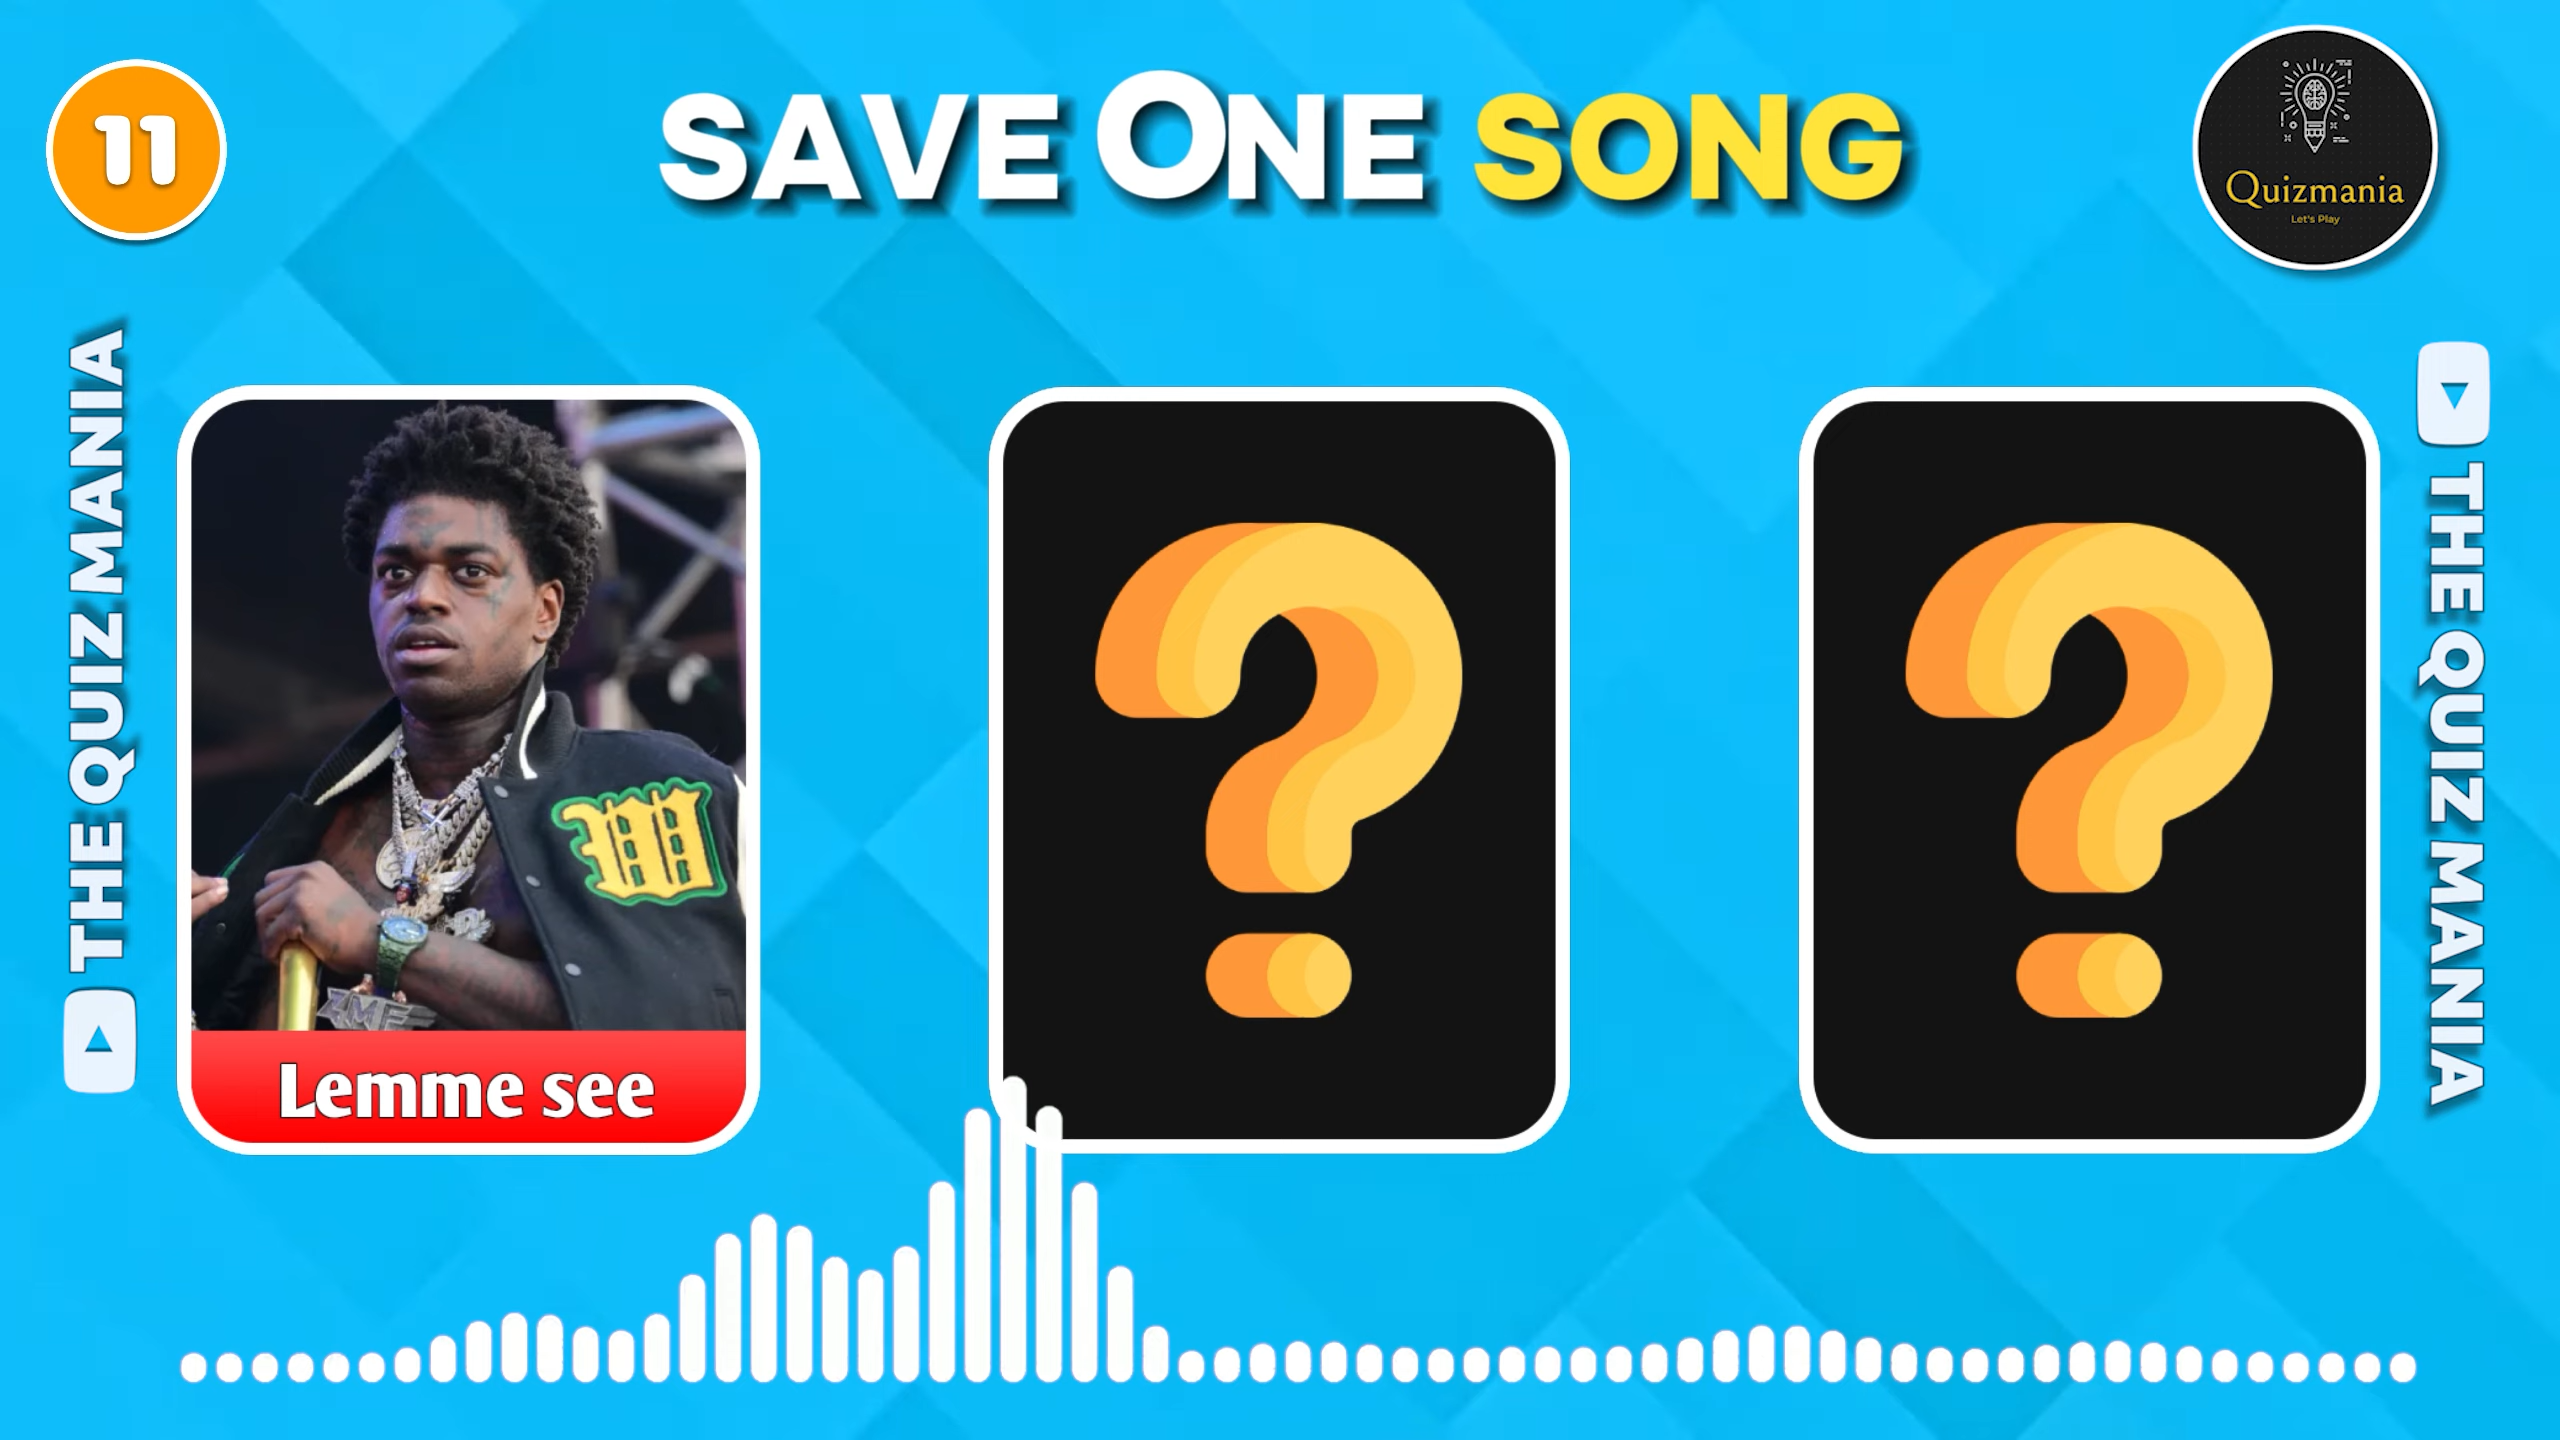 11
SAVE ONE SONG
Quizmania
Let's Play
THE QUIZ MANIA
THE QUIZ MANIA
Lemme see